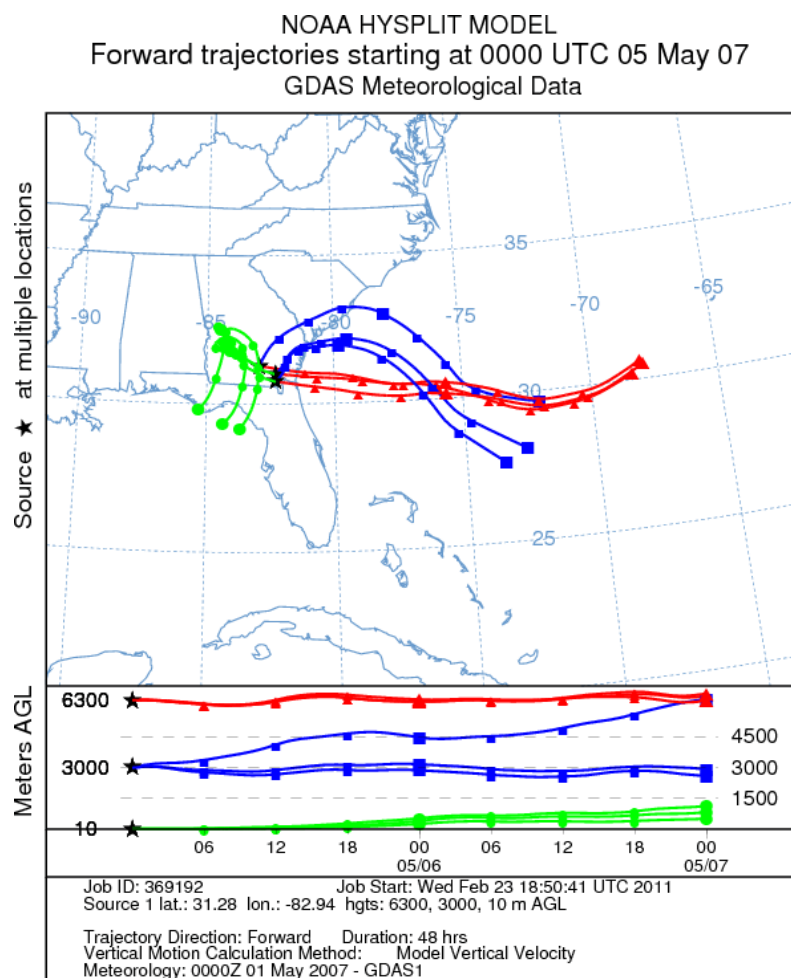 NOAA HYSPLIT MODEL
Forward trajectories starting at 0000 UTC 05 May 07
GDAS Meteorological Data
Source ★ at multiple locations
35
-65
-70
-75
-80
-85
-90
30
25
Meters AGL
6300
3000
10
4500
3000
1500
06 12 18 00 06 12 18 00
05/06 05/07
Job ID: 369192 Job Start: Wed Feb 23 18:50:41 UTC 2011
Source 1 lat.: 31.28 lon.: -82.94 hgts: 6300, 3000, 10 m AGL
Trajectory Direction: Forward Duration: 48 hrs
Vertical Motion Calculation Method: Model Vertical Velocity
Meteorology: 0000Z 01 May 2007 - GDAS1